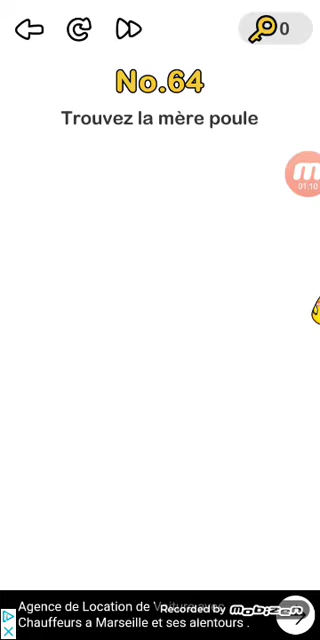 0
No.64
Trouvez la mère poule
01:10
Agence de Location de
Chauffeurs a Marseille et ses alentours .
Recorded by mobizen